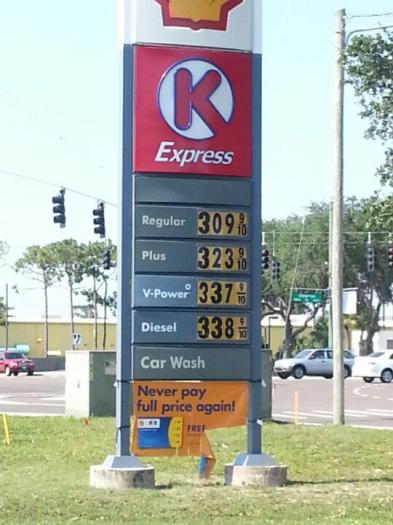 K
Express
Regular 309 9/10
Plus 323 9/10
V-Power 337 9/10
Diesel 338 9/10
Car Wash
Never pay
full price again!
FREE